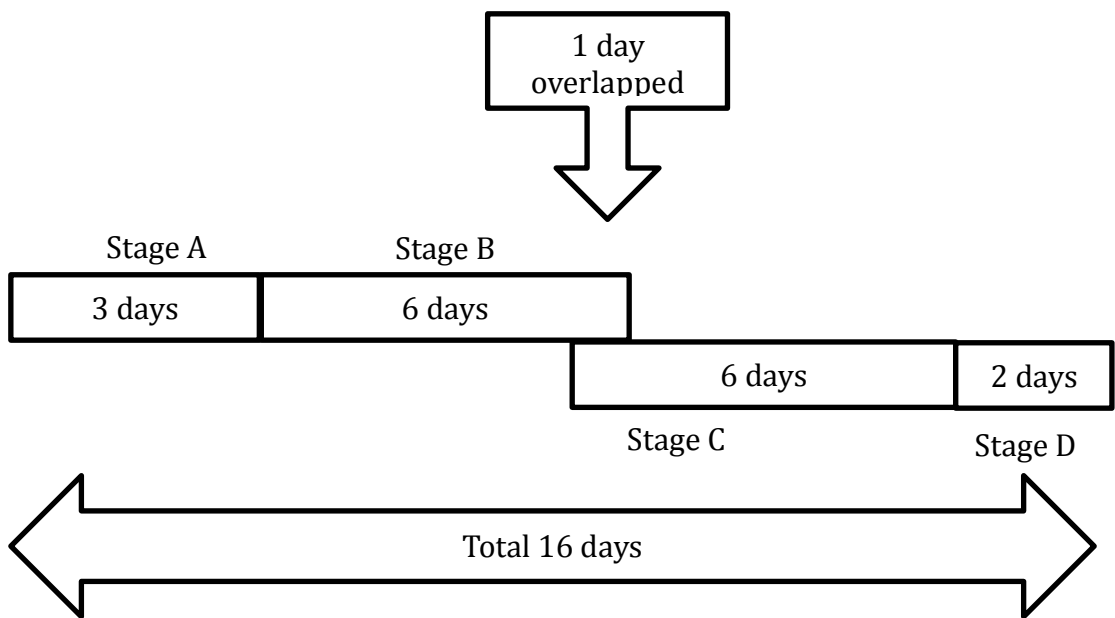 1 day
overlapped
Stage A
Stage B
3 days
6 days
6 days
2 days
Stage C
Stage D
Total 16 days